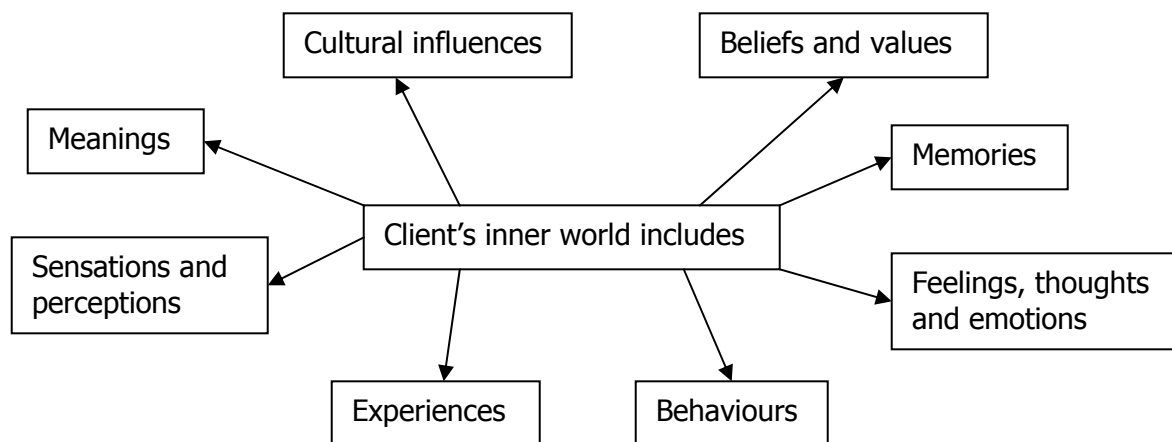 Cultural influences
Beliefs and values
Meanings
Memories
Client’s inner world includes
Sensations and
perceptions
Feelings, thoughts
and emotions
Experiences
Behaviours